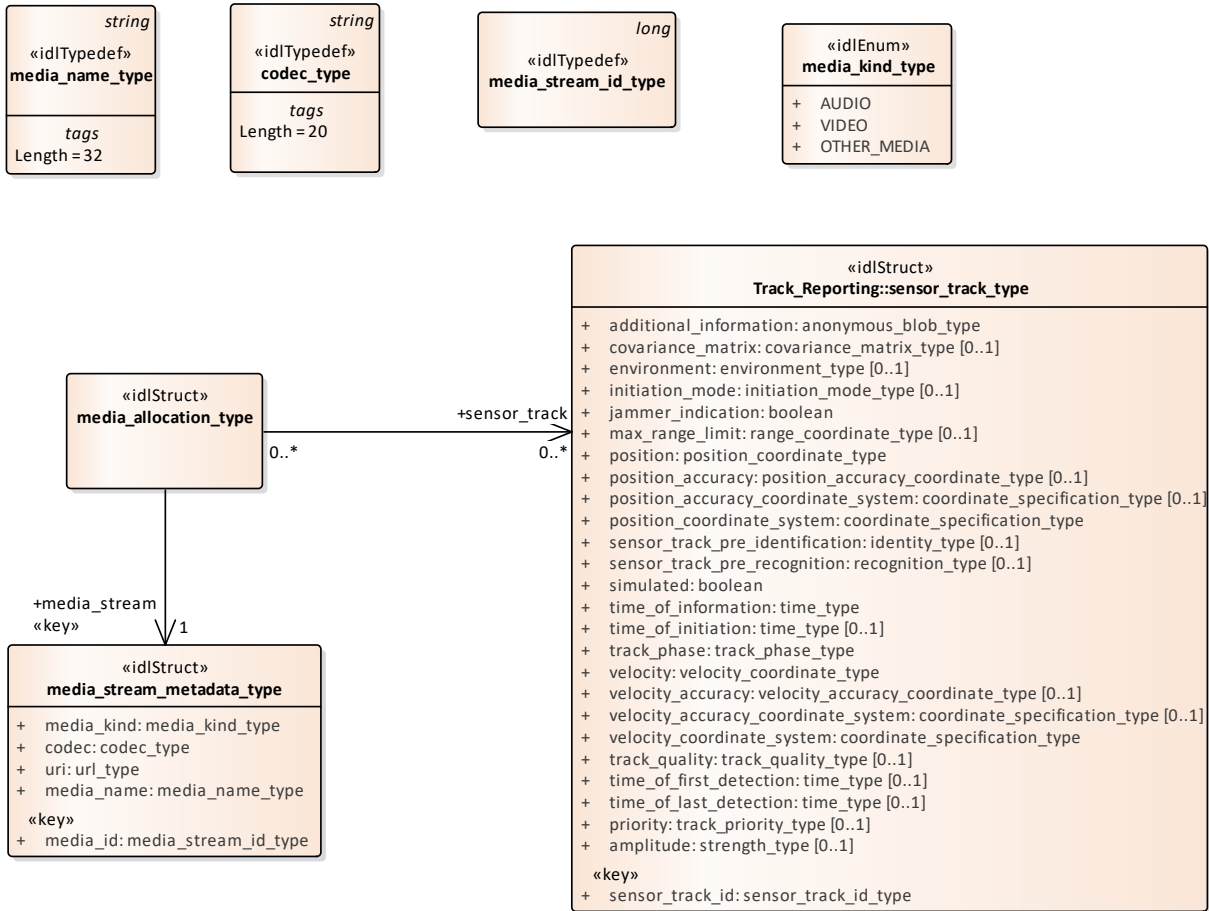 string
«idlTypedef»
media_name_type
tags
Length = 32
string
«idlTypedef»
codec_type
tags
Length = 20
long
«idlTypedef»
media_stream_id_type
«idlEnum»
media_kind_type
+ AUDIO
+ VIDEO
+ OTHER_MEDIA
«idlStruct»
media_allocation_type
+sensor_track
0..*
0..*
+media_stream
«key»
1
«idlStruct»
media_stream_metadata_type
+ media_kind: media_kind_type
+ codec: codec_type
+ uri: url_type
+ media_name: media_name_type
«key»
+ media_id: media_stream_id_type
«idlStruct»
Track_Reporting::sensor_track_type
+ additional_information: anonymous_blob_type
+ covariance_matrix: covariance_matrix_type [0..1]
+ environment: environment_type [0..1]
+ initiation_mode: initiation_mode_type [0..1]
+ jammer_indication: boolean
+ max_range_limit: range_coordinate_type [0..1]
+ position: position_coordinate_type
+ position_accuracy: position_accuracy_coordinate_type [0..1]
+ position_accuracy_coordinate_system: coordinate_specification_type [0..1]
+ position_coordinate_system: coordinate_specification_type
+ sensor_track_pre_identification: identity_type [0..1]
+ sensor_track_pre_recognition: recognition_type [0..1]
+ simulated: boolean
+ time_of_information: time_type
+ time_of_initiation: time_type [0..1]
+ track_phase: track_phase_type
+ velocity: velocity_coordinate_type
+ velocity_accuracy: velocity_accuracy_coordinate_type [0..1]
+ velocity_accuracy_coordinate_system: coordinate_specification_type [0..1]
+ velocity_coordinate_system: coordinate_specification_type
+ track_quality: track_quality_type [0..1]
+ time_of_first_detection: time_type [0..1]
+ time_of_last_detection: time_type [0..1]
+ priority: track_priority_type [0..1]
+ amplitude: strength_type [0..1]
«key»
+ sensor_track_id: sensor_track_id_type